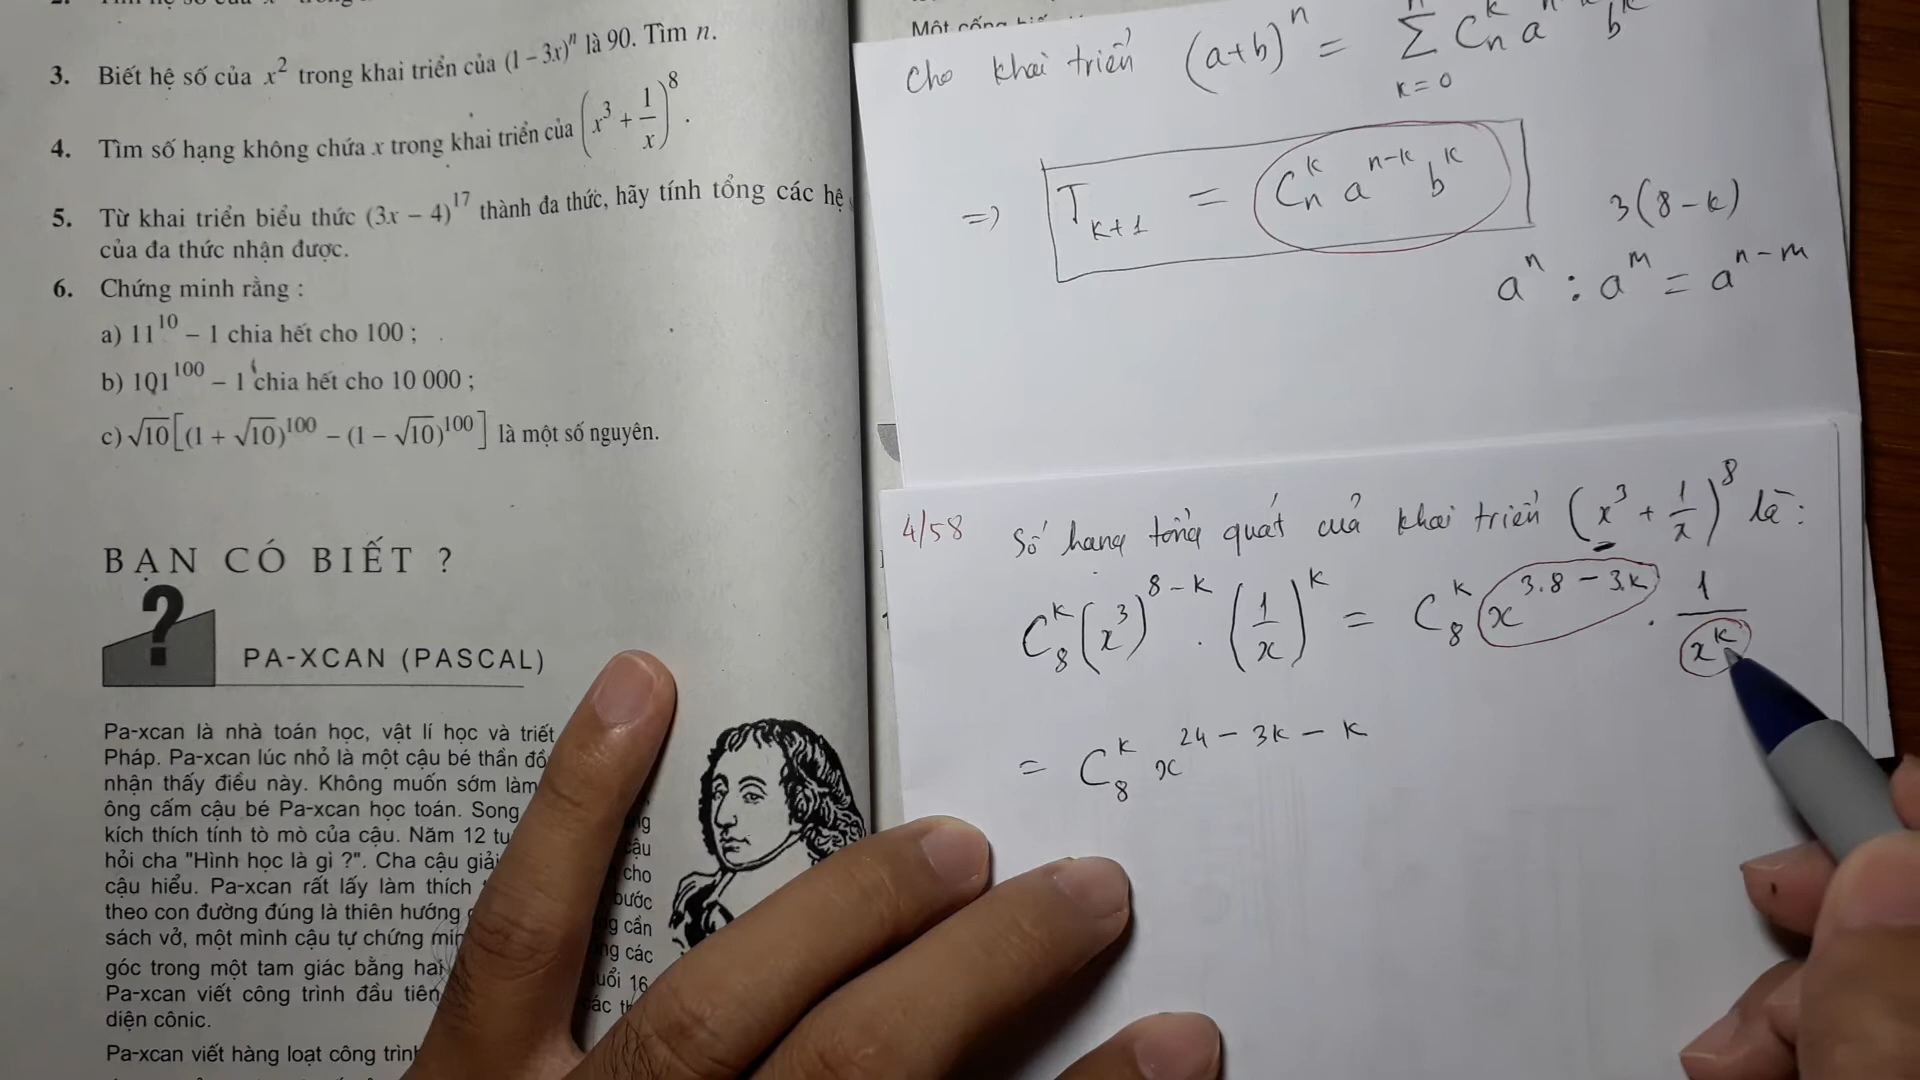 3. Biết hệ số của x² trong khai triển của (1 – 3x)ⁿ là 90. Tìm n.
4. Tìm số hạng không chứa x trong khai triển của (x³ + 1/x)⁸.
5. Từ khai triển biểu thức (3x – 4)¹⁷ thành đa thức, hãy tính tổng các hệ
của đa thức nhận được.
6. Chứng minh rằng :
a) 11¹⁰ – 1 chia hết cho 100 ;
b) 101¹⁰⁰ – 1 chia hết cho 10 000 ;
c) √10[(1 + √10)¹⁰⁰ – (1 – √10)¹⁰⁰] là một số nguyên.
BẠN CÓ BIẾT ?
?
PA-XCAN (PASCAL)
Pa-xcan là nhà toán học, vật lí học và triết
Pháp. Pa-xcan lúc nhỏ là một cậu bé thần
nhận thấy điều này. Không muốn sớm làm
ông cấm cậu bé Pa-xcan học toán. Song
kích thích tính tò mò của cậu. Năm 12
hỏi cha "Hình học là gì ?". Cha cậu
cậu hiểu. Pa-xcan rất lấy làm thích
theo con đường đúng là thiên hướng
sách vở, một mình cậu tự chứng
góc trong một tam giác bằng
Pa-xcan viết công trình đầu tiên
diện cônic.
Pa-xcan viết hàng loạt công
cho
cần
các
16
Cho khai triển (a+b)ⁿ = Σ k=0 n Cₙᵏ aⁿ⁻ᵏ bᵏ
=> Tₖ₊₁ = Cₙᵏ aⁿ⁻ᵏ bᵏ
3(8-k)
aⁿ : aᵐ = aⁿ⁻ᵐ
4/58 Số hạng tổng quát của khai triển (x³ + 1/x)⁸ là:
C₈ᵏ (x³)⁸⁻ᵏ . (1/x)ᵏ = C₈ᵏ x^(3.8 - 3.k) . 1/xᵏ
= C₈ᵏ x^(24 - 3k - k)